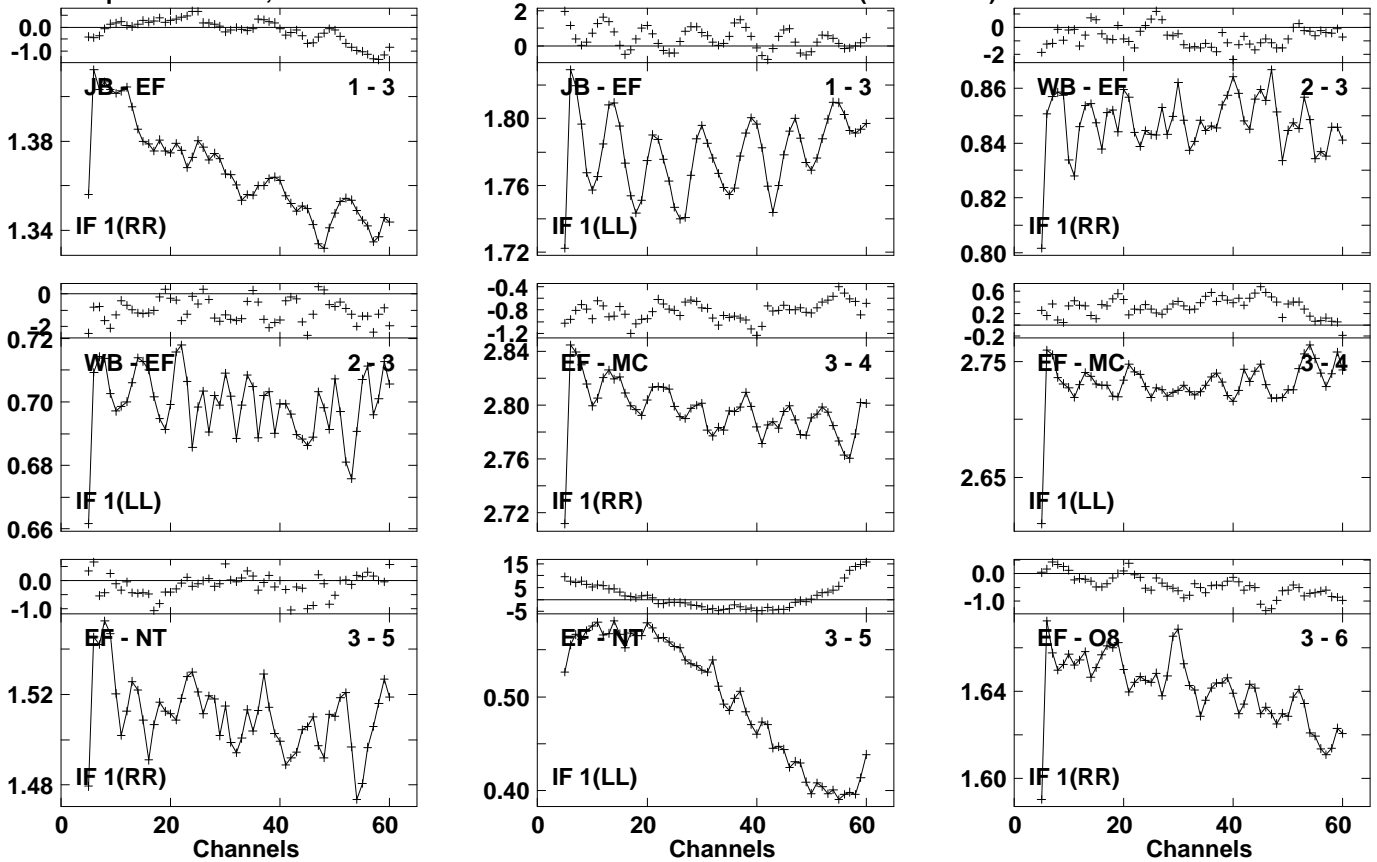 0.0
-1.0
JB - EF 1 - 3
1.38
1.34
IF 1(RR)
2
0
JB - EF 1 - 3
1.80
1.76
1.72
IF 1(LL)
0
-2
WB - EF 2 - 3
0.86
0.84
0.82
0.80
IF 1(RR)
0
-2
0.72
WB - EF 2 - 3
0.70
0.68
0.66
IF 1(LL)
-0.4
-0.8
-1.2
2.84
EF - MC 3 - 4
2.80
2.76
2.72
IF 1(RR)
0.6
0.2
-0.2
EF - MC 3 - 4
2.75
2.65
IF 1(LL)
0.0
-1.0
EF - NT 3 - 5
1.52
1.48
IF 1(RR)
0 20 40 60
Channels
15
5
-5
EF - NT 3 - 5
0.50
0.40
IF 1(LL)
0 20 40 60
Channels
0.0
-1.0
EF - O8 3 - 6
1.64
1.60
IF 1(RR)
0 20 40 60
Channels